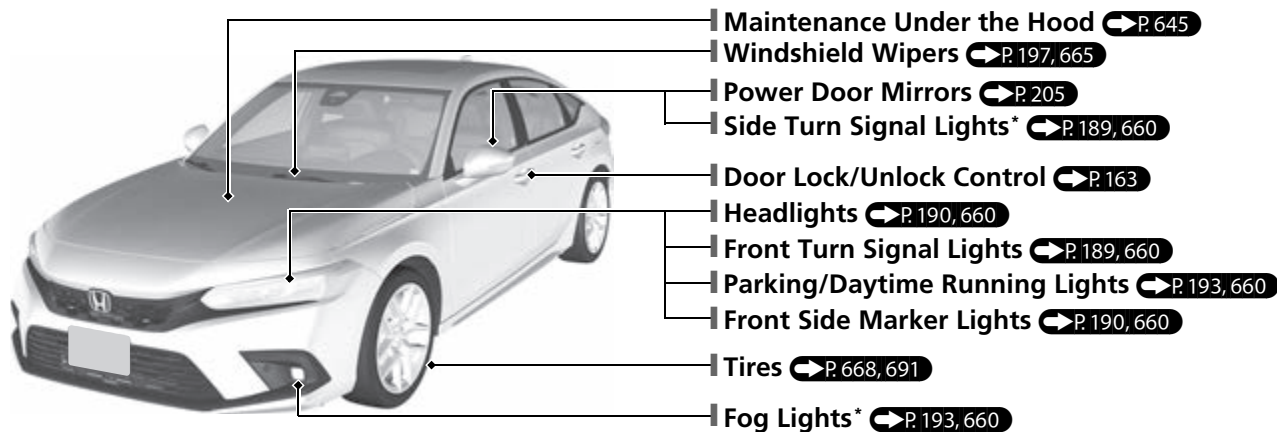 Maintenance Under the Hood P. 645
Windshield Wipers P. 197, 665
Power Door Mirrors P. 205
Side Turn Signal Lights* P. 189, 660
Door Lock/Unlock Control P. 163
Headlights P. 190, 660
Front Turn Signal Lights P. 189, 660
Parking/Daytime Running Lights P. 193, 660
Front Side Marker Lights P. 190, 660
Tires P. 668, 691
Fog Lights* P. 193, 660